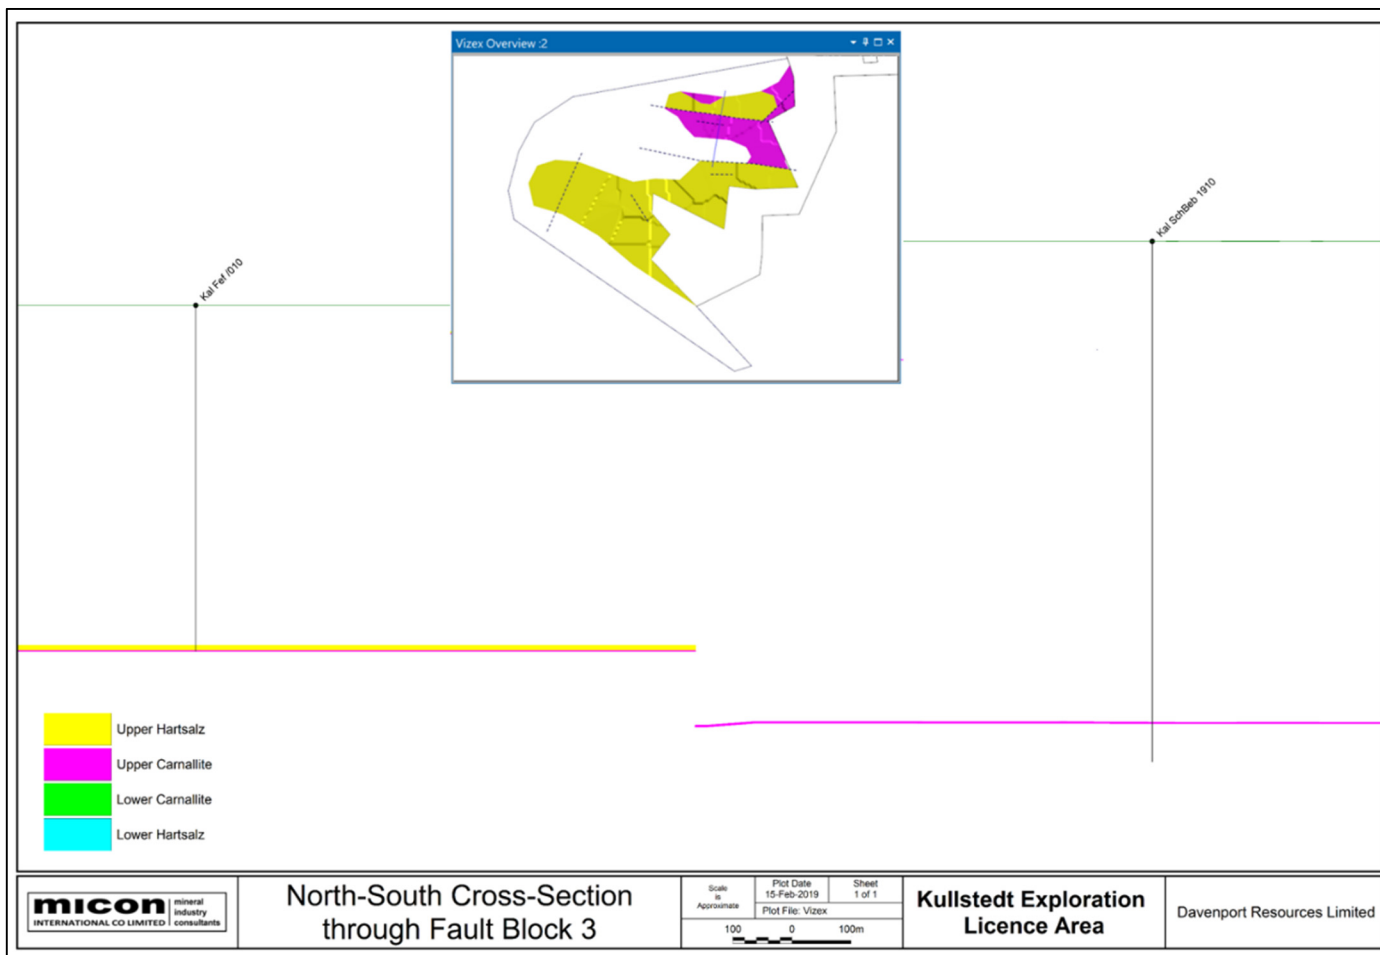 Vizex Overview :2
Kal SchBeb 1910
Kal Fef /010
Upper Hartsalz
Upper Carnallite
Lower Carnallite
Lower Hartsalz
micon
INTERNATIONAL CO LIMITED
mineral
industry
consultants
North-South Cross-Section
through Fault Block 3
Scale
is
Approximate
Plot Date
15-Feb-2019
Sheet
1 of 1
Plot File: Vizex
100 0 100m
Kullstedt Exploration
Licence Area
Davenport Resources Limited